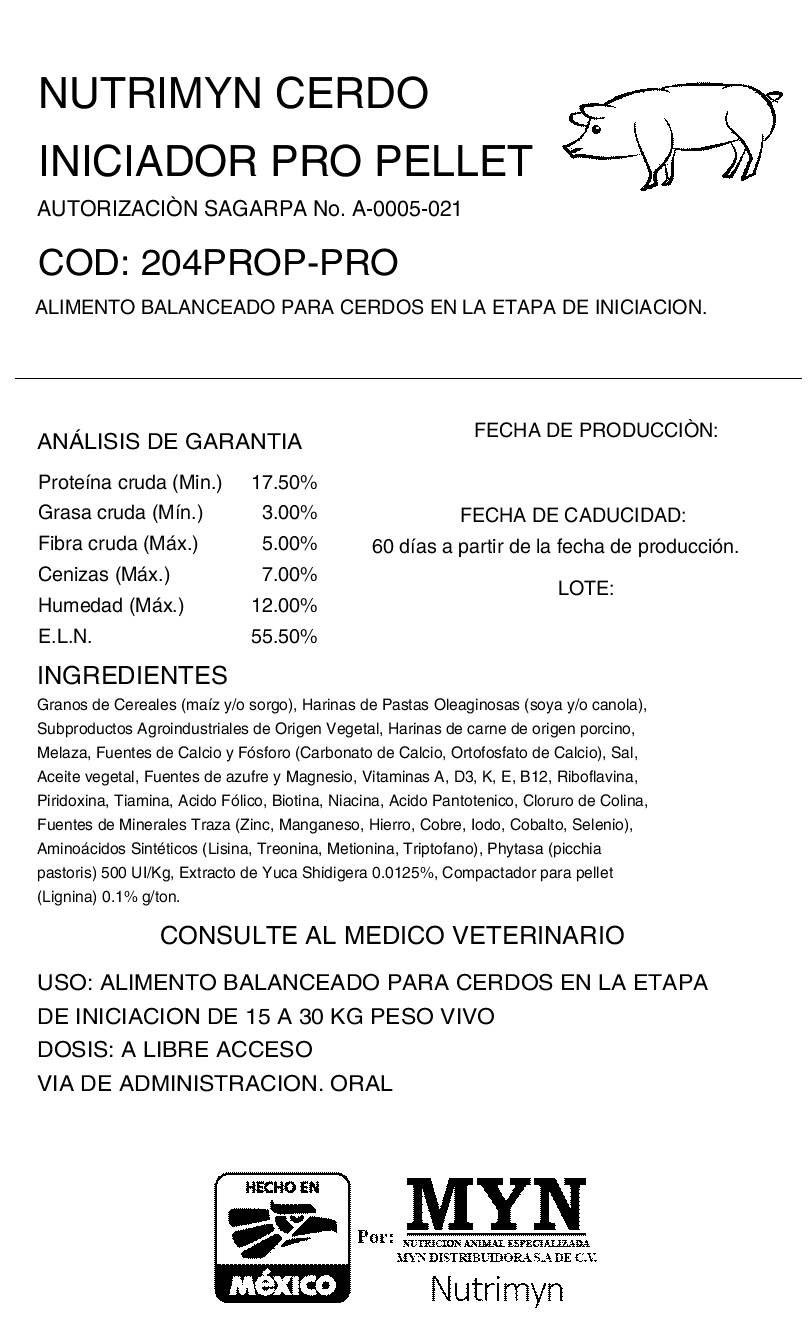 NUTRIMYN CERDO
INICIADOR PRO PELLET
AUTORIZACIÒN SAGARPA No. A-0005-021
COD: 204PROP-PRO
ALIMENTO BALANCEADO PARA CERDOS EN LA ETAPA DE INICIACION.
ANÁLISIS DE GARANTIA
Proteína cruda (Min.) 17.50%
Grasa cruda (Mín.) 3.00%
Fibra cruda (Máx.) 5.00%
Cenizas (Máx.) 7.00%
Humedad (Máx.) 12.00%
E.L.N. 55.50%
FECHA DE PRODUCCIÒN:
FECHA DE CADUCIDAD:
60 días a partir de la fecha de producción.
LOTE:
INGREDIENTES
Granos de Cereales (maíz y/o sorgo), Harinas de Pastas Oleaginosas (soya y/o canola),
Subproductos Agroindustriales de Origen Vegetal, Harinas de carne de origen porcino,
Melaza, Fuentes de Calcio y Fósforo (Carbonato de Calcio, Ortofosfato de Calcio), Sal,
Aceite vegetal, Fuentes de azufre y Magnesio, Vitaminas A, D3, K, E, B12, Riboflavina,
Piridoxina, Tiamina, Acido Fólico, Biotina, Niacina, Acido Pantotenico, Cloruro de Colina,
Fuentes de Minerales Traza (Zinc, Manganeso, Hierro, Cobre, Iodo, Cobalto, Selenio),
Aminoácidos Sintéticos (Lisina, Treonina, Metionina, Triptofano), Phytasa (picchia
pastoris) 500 UI/Kg, Extracto de Yuca Shidigera 0.0125%, Compactador para pellet
(Lignina) 0.1% g/ton.
CONSULTE AL MEDICO VETERINARIO
USO: ALIMENTO BALANCEADO PARA CERDOS EN LA ETAPA
DE INICIACION DE 15 A 30 KG PESO VIVO
DOSIS: A LIBRE ACCESO
VIA DE ADMINISTRACION. ORAL
HECHO EN
MéXICO
Por:
MYN
NUTRICION ANIMAL ESPECIALIZADA
MYN DISTRIBUIDORA S.A DE C.V.
Nutrimyn